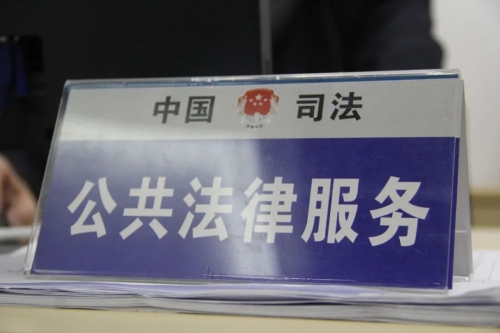 中国 司法
公共法律服务